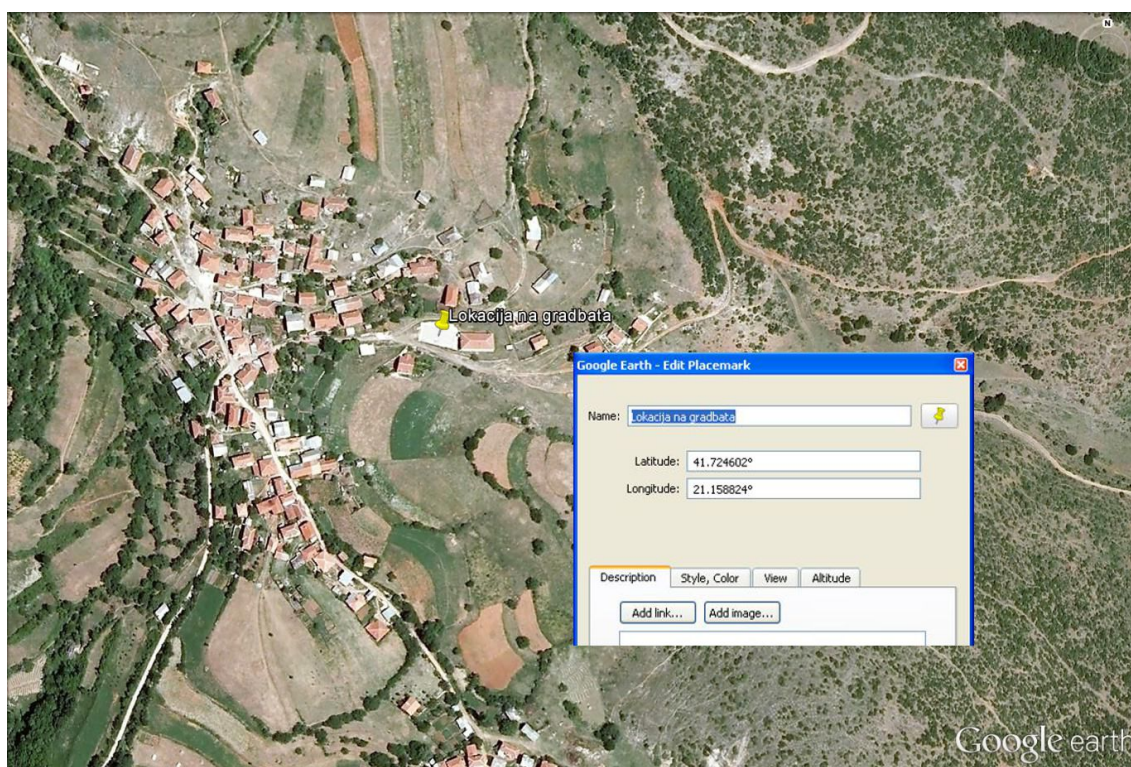 N
Lokacija na gradbata
Google Earth - Edit Placemark
Name: Lokacija na gradbata
Latitude: 41.724602°
Longitude: 21.158824°
Description Style, Color View Altitude
Add link... Add image...
Google earth